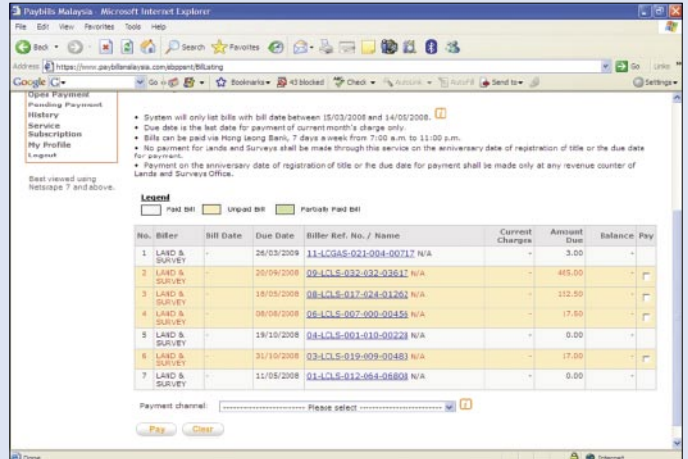 Paybills Malaysia - Microsoft Internet Explorer
File Edit View Favorites Tools Help
Back Search Favorites
Address https://www.paybillsmalaysia.com/ebppent/BillListing Go Links
Google Go Bookmarks 43 blocked Check AutoLink AutoFill Send to Settings
Open Payment
Pending Payment
History
Service
Subscription
My Profile
Logout
Best viewed using
Netscape 7 and above.
• System will only list bills with bill date between 15/03/2008 and 14/05/2008.
• Due date is the last date for payment of current month's charge only.
• Bills can be paid via Hong Leong Bank, 7 days a week from 7:00 a.m. to 11:00 p.m.
• No payment for Lands and Surveys shall be made through this service on the anniversary date of registration of title or the due date
for payment.
• Payment on the anniversary date of registration of title or the due date for payment shall be made only at any revenue counter of
Lands and Surveys Office.
Legend
Paid Bill Unpaid Bill Partially Paid Bill
No. Biller Bill Date Due Date Biller Ref. No. / Name Current Charges Amount Due Balance Pay
1 LAND & SURVEY - 26/03/2009 11-LCGAS-021-004-00717 N/A - 3.00 -
2 LAND & SURVEY - 20/09/2008 09-LCLS-032-032-03617 N/A - 465.00 -
3 LAND & SURVEY - 18/05/2008 08-LCLS-017-024-01262 N/A - 152.50 -
4 LAND & SURVEY - 08/08/2008 06-LCLS-007-000-00456 N/A - 17.60 -
5 LAND & SURVEY - 19/10/2008 04-LCLS-001-010-00228 N/A - 0.00 -
6 LAND & SURVEY - 31/10/2008 03-LCLS-019-009-00483 N/A - 17.00 -
7 LAND & SURVEY - 11/05/2008 01-LCLS-012-064-06808 N/A - 0.00 -
Payment channel: ------------------------ Please select ------------------------
Pay Clear
Done Internet